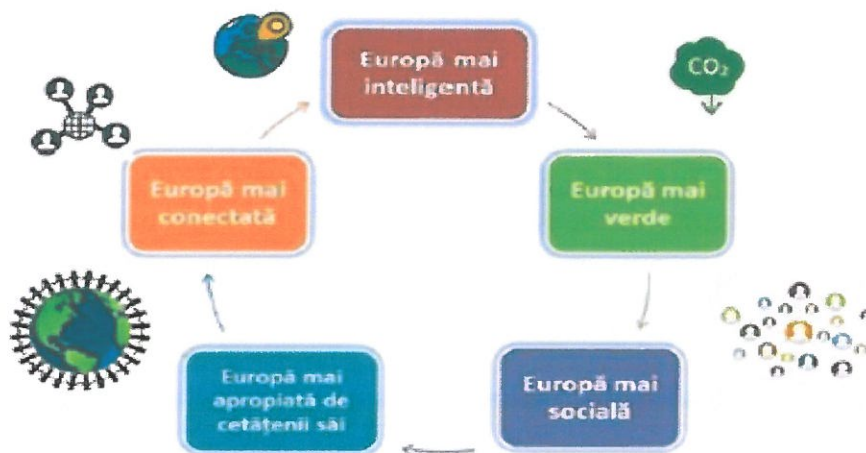 Europă mai
inteligentă
CO₂
Europă mai
conectată
Europă mai
verde
Europă mai
apropiată de
cetățenii săi
Europă mai
socială